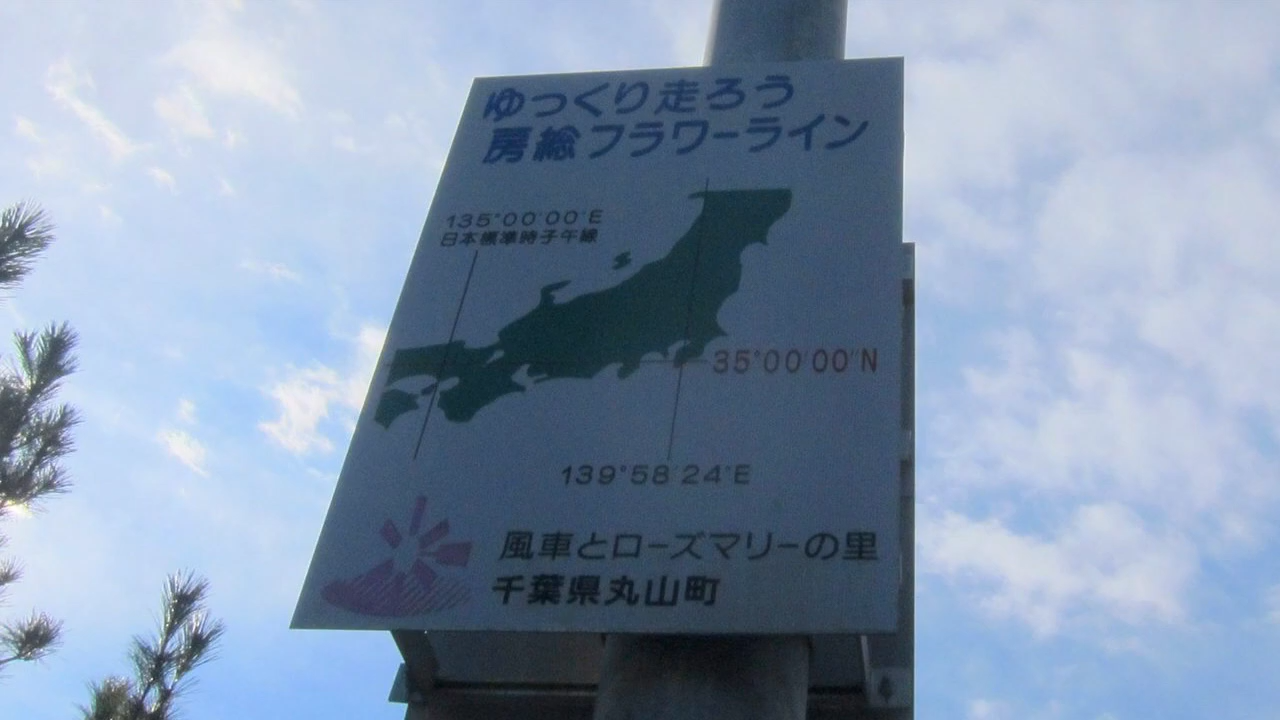 ゆっくり走ろう
房総フラワーライン
135°00′00″E
日本標準時子午線
35°00′00″N
139°58′24″E
風車とローズマリーの里
千葉県丸山町